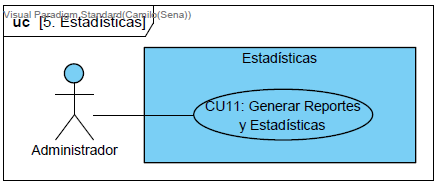 Visual Paradigm Standard(Camilo(Sena))
uc [5. Estadísticas]
Estadísticas
CU11: Generar Reportes
y Estadísticas
Administrador